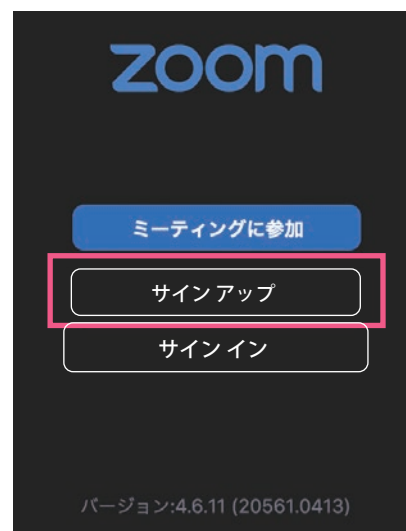 zoom
ミーティングに参加
サイン アップ
サイン イン
バージョン:4.6.11 (20561.0413)